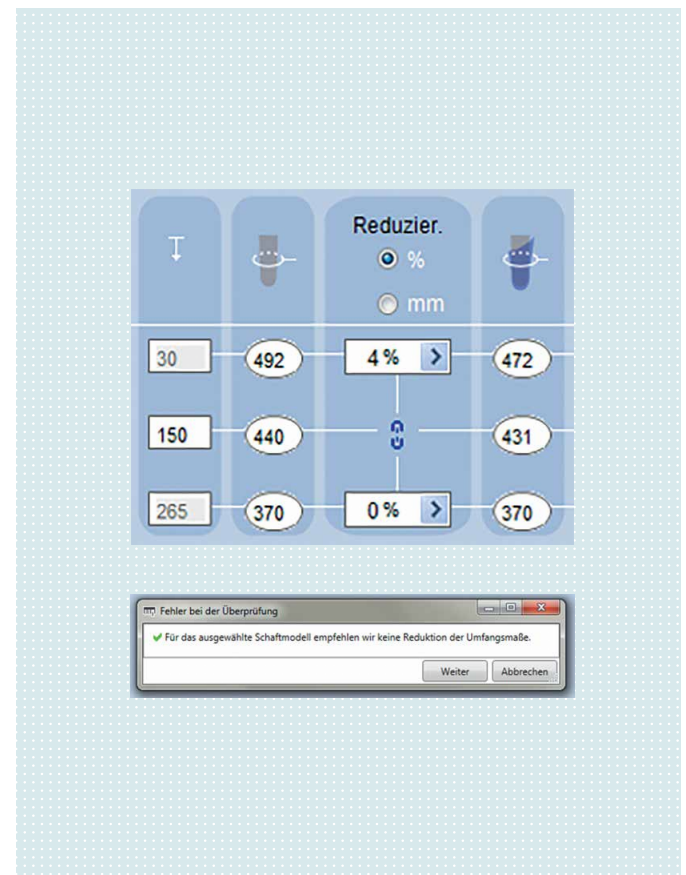 Reduzier.
%
mm
30 492 4 % 472
150 440 431
265 370 0 % 370
Fehler bei der Überprüfung
Für das ausgewählte Schaftmodell empfehlen wir keine Reduktion der Umfangsmaße.
Weiter Abbrechen